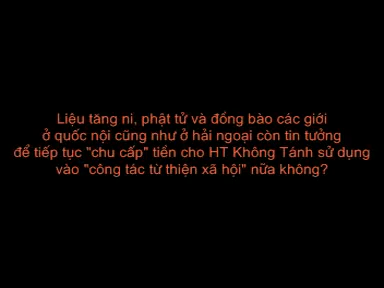 Liệu tăng ni, phật tử và đồng bào các giới
ở quốc nội cũng như ở hải ngoại còn tin tưởng
để tiếp tục "chu cấp" tiền cho HT Không Tánh sử dụng
vào "công tác từ thiện xã hội" nữa không?